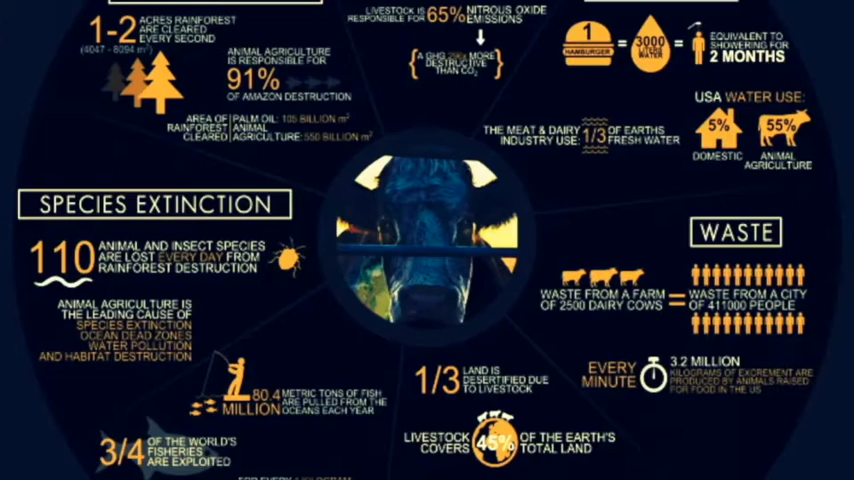 1-2 ACRES RAINFOREST
ARE CLEARED
EVERY SECOND
(4047 - 8094 m²)
ANIMAL AGRICULTURE
IS RESPONSIBLE FOR
91%
OF AMAZON DESTRUCTION
AREA OF RAINFOREST CLEARED
PALM OIL: 105 BILLION m²
ANIMAL
AGRICULTURE: 550 BILLION m²
LIVESTOCK IS
RESPONSIBLE FOR 65% NITROUS OXIDE
EMISSIONS
A GHG MORE
DESTRUCTIVE
THAN CO₂
1
HAMBURGER
=
3000
LITERS
WATER
=
EQUIVALENT TO
SHOWERING FOR
2 MONTHS
THE MEAT & DAIRY
INDUSTRY USE: 1/3 OF EARTHS
FRESH WATER
USA WATER USE:
5%
55%
DOMESTIC
ANIMAL
AGRICULTURE
SPECIES EXTINCTION
110 ANIMAL AND INSECT SPECIES
ARE LOST EVERY DAY FROM
RAINFOREST DESTRUCTION
ANIMAL AGRICULTURE IS
THE LEADING CAUSE OF
SPECIES EXTINCTION
OCEAN DEAD ZONES
WATER POLLUTION
AND HABITAT DESTRUCTION
80.4
MILLION
METRIC TONS OF FISH
ARE PULLED FROM THE
OCEANS EACH YEAR
3/4 OF THE WORLD'S
FISHERIES
ARE EXPLOITED
1/3 LAND IS
DESERTIFIED DUE
TO LIVESTOCK
LIVESTOCK
COVERS
45%
OF THE EARTH'S
TOTAL LAND
WASTE
WASTE FROM A FARM
OF 2500 DAIRY COWS
=
WASTE FROM A CITY
OF 411000 PEOPLE
EVERY
MINUTE
3.2 MILLION
KILOGRAMS OF EXCREMENT ARE
PRODUCED BY ANIMALS RAISED
FOR FOOD IN THE US